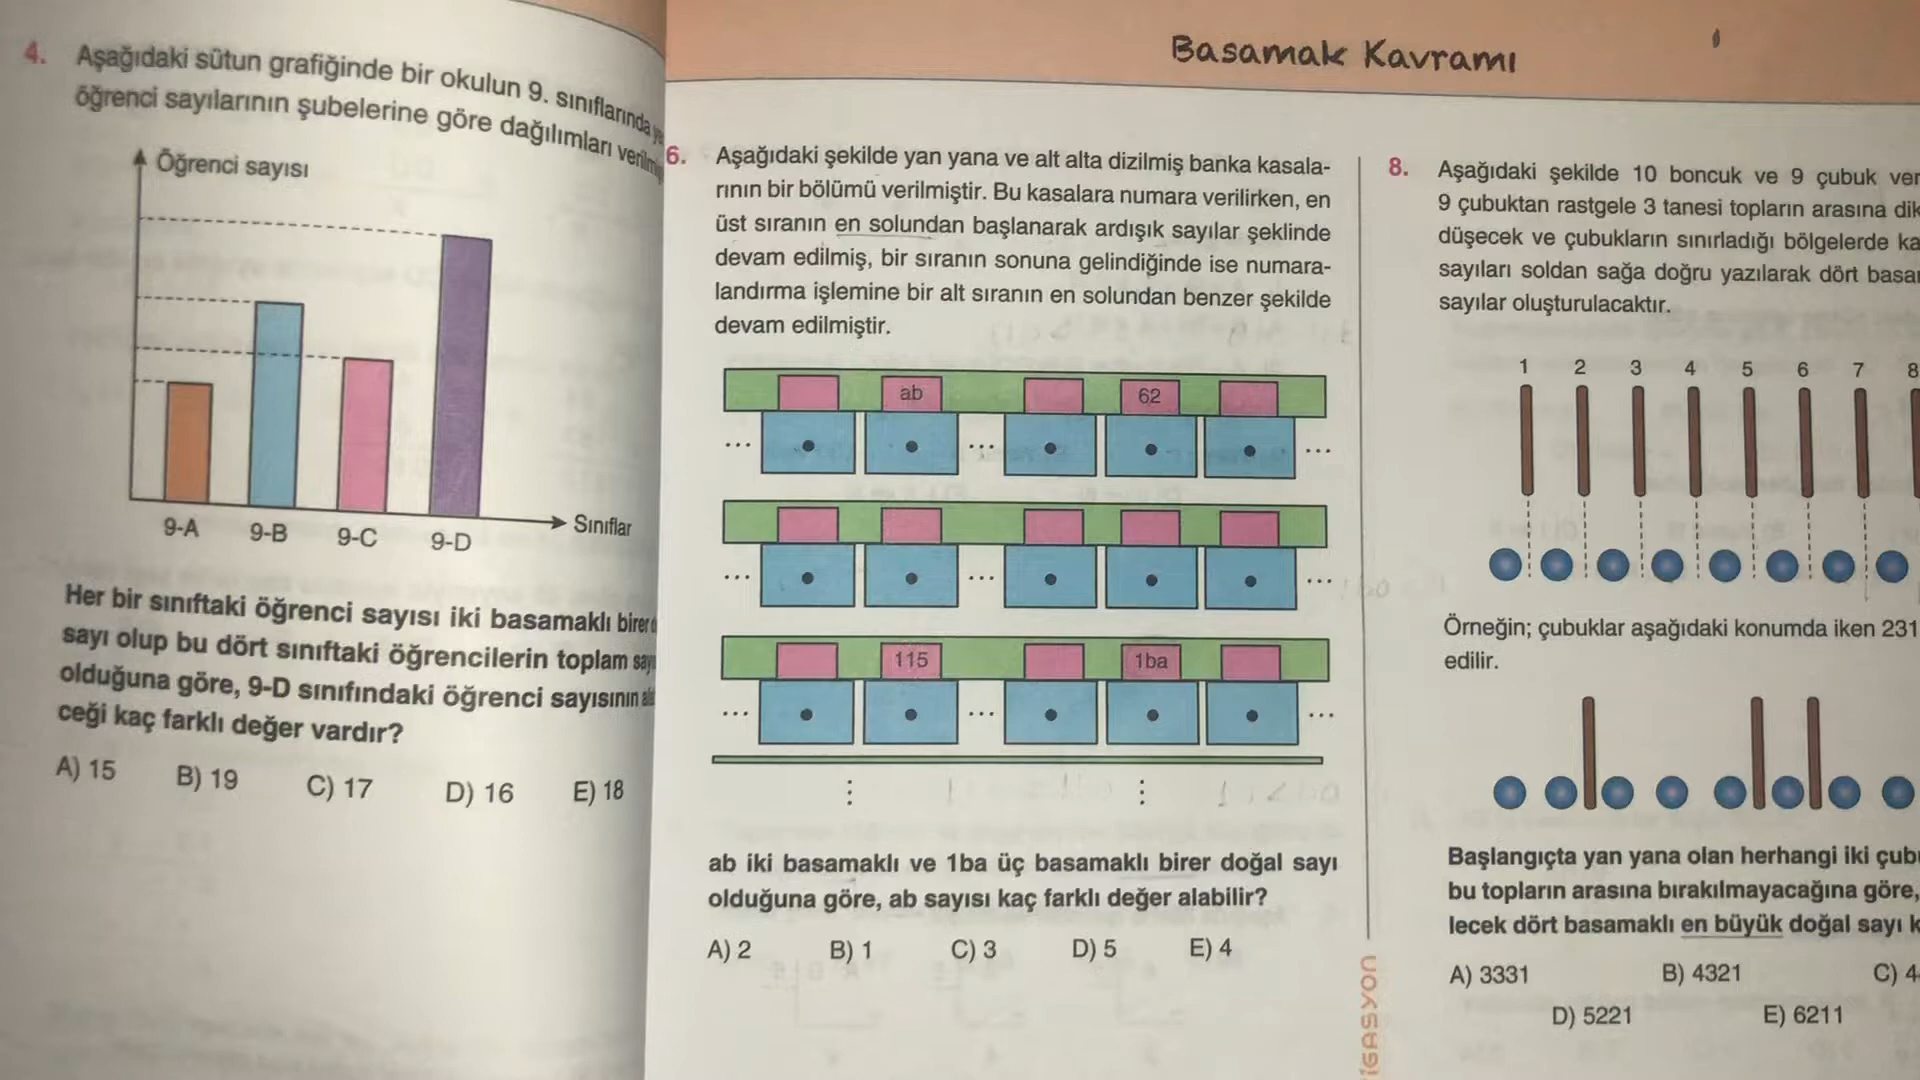 Basamak Kavramı
4. Aşağıdaki sütun grafiğinde bir okulun 9. sınıflarında
öğrenci sayılarının şubelerine göre dağılımları
Öğrenci sayısı
9-A
9-B
9-C
9-D
Sınıflar
Her bir sınıftaki öğrenci sayısı iki basamaklı birer
sayı olup bu dört sınıftaki öğrencilerin toplam
olduğuna göre, 9-D sınıfındaki öğrenci sayısının
ceği kaç farklı değer vardır?
A) 15 B) 19 C) 17 D) 16 E) 18
6. Aşağıdaki şekilde yan yana ve alt alta dizilmiş banka kasala-
rının bir bölümü verilmiştir. Bu kasalara numara verilirken, en
üst sıranın en solundan başlanarak ardışık sayılar şeklinde
devam edilmiş, bir sıranın sonuna gelindiğinde ise numara-
landırma işlemine bir alt sıranın en solundan benzer şekilde
devam edilmiştir.
ab 62
... ... ...
... ... ...
115 1ba
... ... ...
ab iki basamaklı ve 1ba üç basamaklı birer doğal sayı
olduğuna göre, ab sayısı kaç farklı değer alabilir?
A) 2 B) 1 C) 3 D) 5 E) 4
8. Aşağıdaki şekilde 10 boncuk ve 9 çubuk ver
9 çubuktan rastgele 3 tanesi topların arasına dik
düşecek ve çubukların sınırladığı bölgelerde ka
sayıları soldan sağa doğru yazılarak dört basa
sayılar oluşturulacaktır.
1 2 3 4 5 6 7 8
Örneğin; çubuklar aşağıdaki konumda iken 231
edilir.
Başlangıçta yan yana olan herhangi iki çub
bu topların arasına bırakılmayacağına göre,
lecek dört basamaklı en büyük doğal sayı k
A) 3331 B) 4321 C) 4
D) 5221 E) 6211
İGASYON